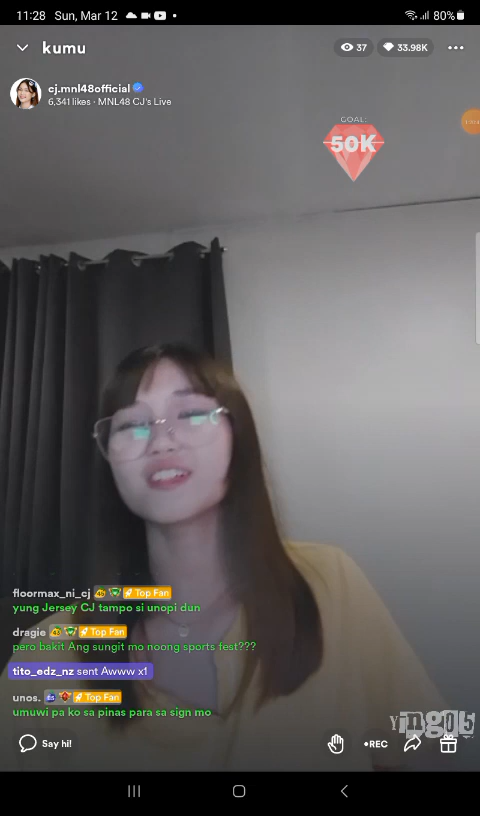 11:28 Sun, Mar 12 80%
kumu 37 33.98K
cj.mnl48official
6,341 likes · MNL48 CJ's Live
GOAL:
50K
floormax_ni_cj Top Fan
yung Jersey CJ tampo si unopi dun
dragie Top Fan
pero bakit Ang sungit mo noong sports fest???
tito_edz_nz sent Awww x1
unos. Top Fan
umuwi pa ko sa pinas para sa sign mo
Yingo5
Say hi! •REC